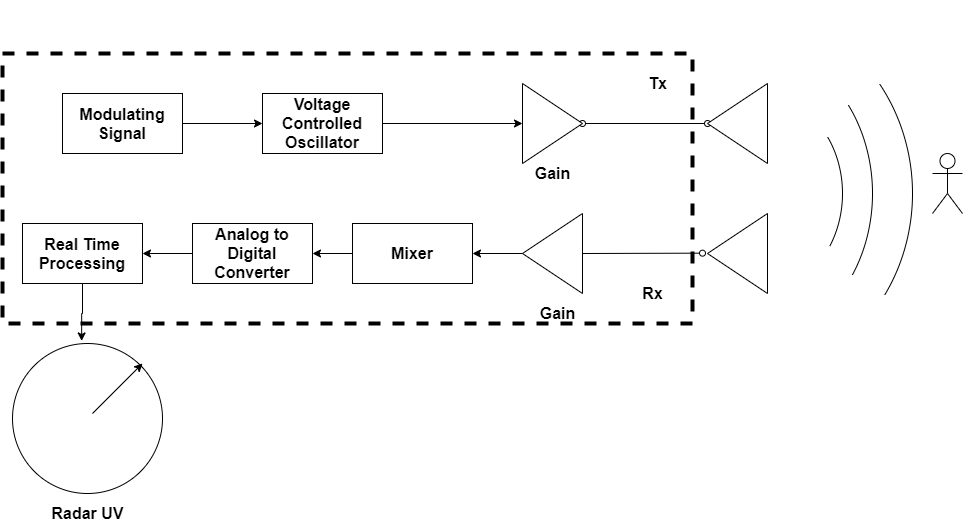 Tx
Modulating
Signal
Voltage
Controlled
Oscillator
Gain
Real Time
Processing
Analog to
Digital
Converter
Mixer
Gain
Rx
Radar UV